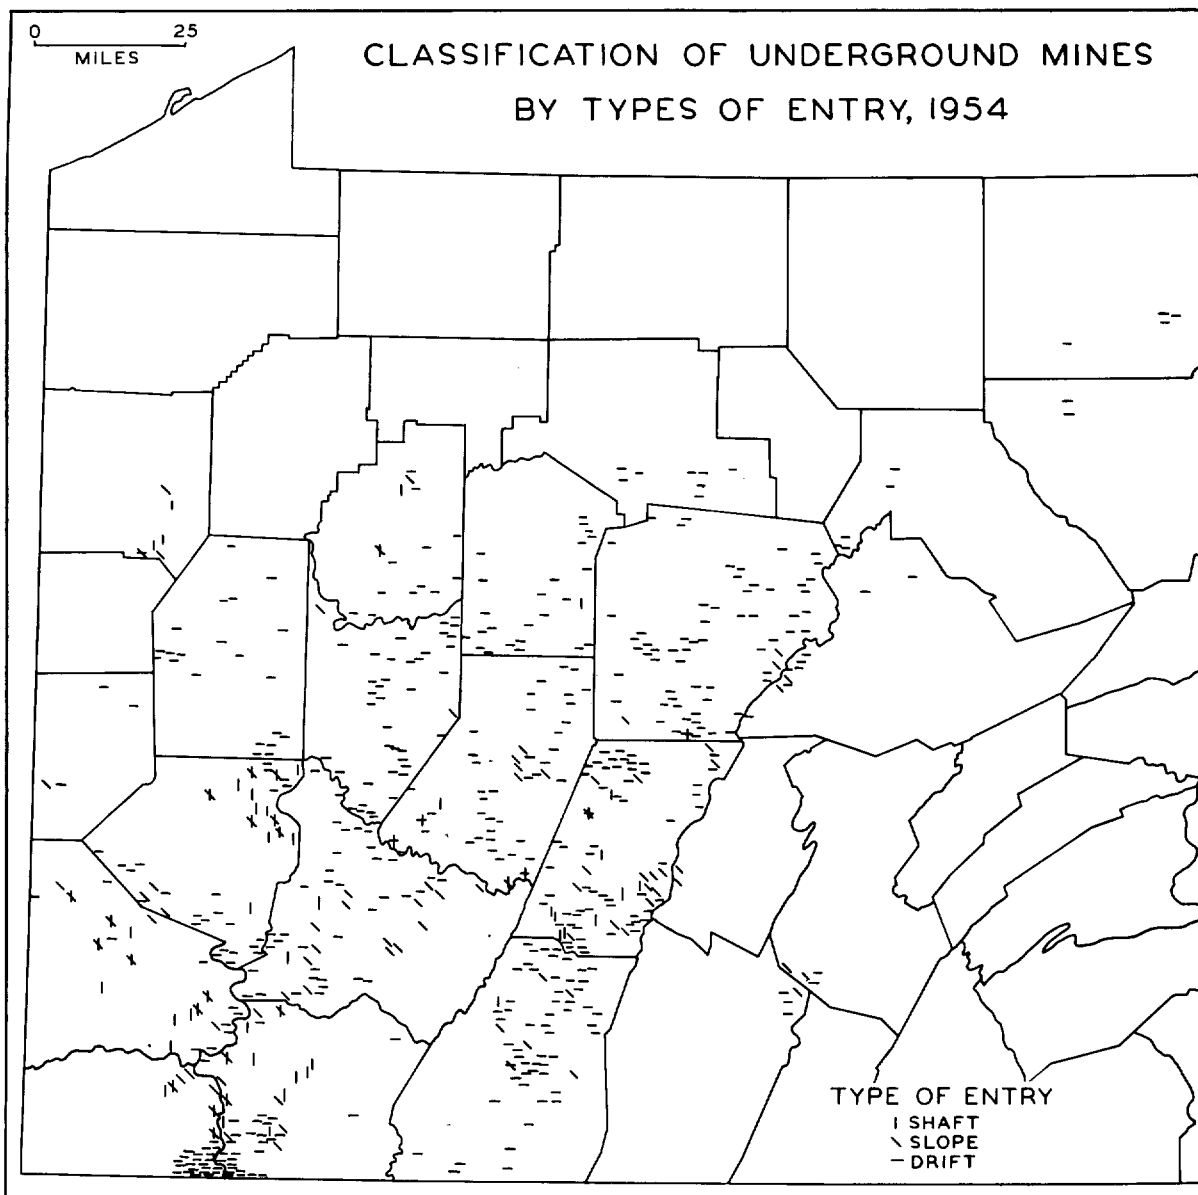 0 25
MILES
CLASSIFICATION OF UNDERGROUND MINES
BY TYPES OF ENTRY, 1954
TYPE OF ENTRY
SHAFT
SLOPE
DRIFT